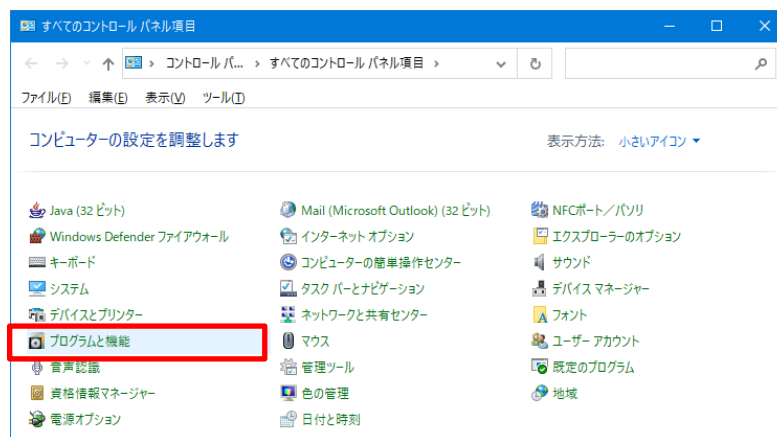 すべてのコントロール パネル項目
コントロール パ... › すべてのコントロール パネル項目 ›
ファイル(F) 編集(E) 表示(V) ツール(T)
コンピューターの設定を調整します
表示方法: 小さいアイコン
Java (32 ビット)
Mail (Microsoft Outlook) (32 ビット)
NFCポート／パソリ
Windows Defender ファイアウォール
インターネット オプション
エクスプローラーのオプション
キーボード
コンピューターの簡単操作センター
サウンド
システム
タスク バーとナビゲーション
デバイス マネージャー
デバイスとプリンター
ネットワークと共有センター
フォント
プログラムと機能
マウス
ユーザー アカウント
音声認識
管理ツール
既定のプログラム
資格情報マネージャー
色の管理
地域
電源オプション
日付と時刻